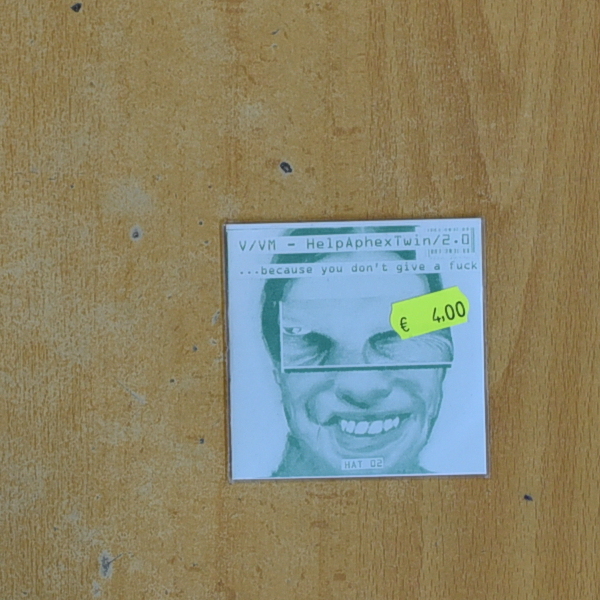 V/VM - HelpAphexTwin/2.0
...because you don't give a fuck
€ 4,00
HAT 02